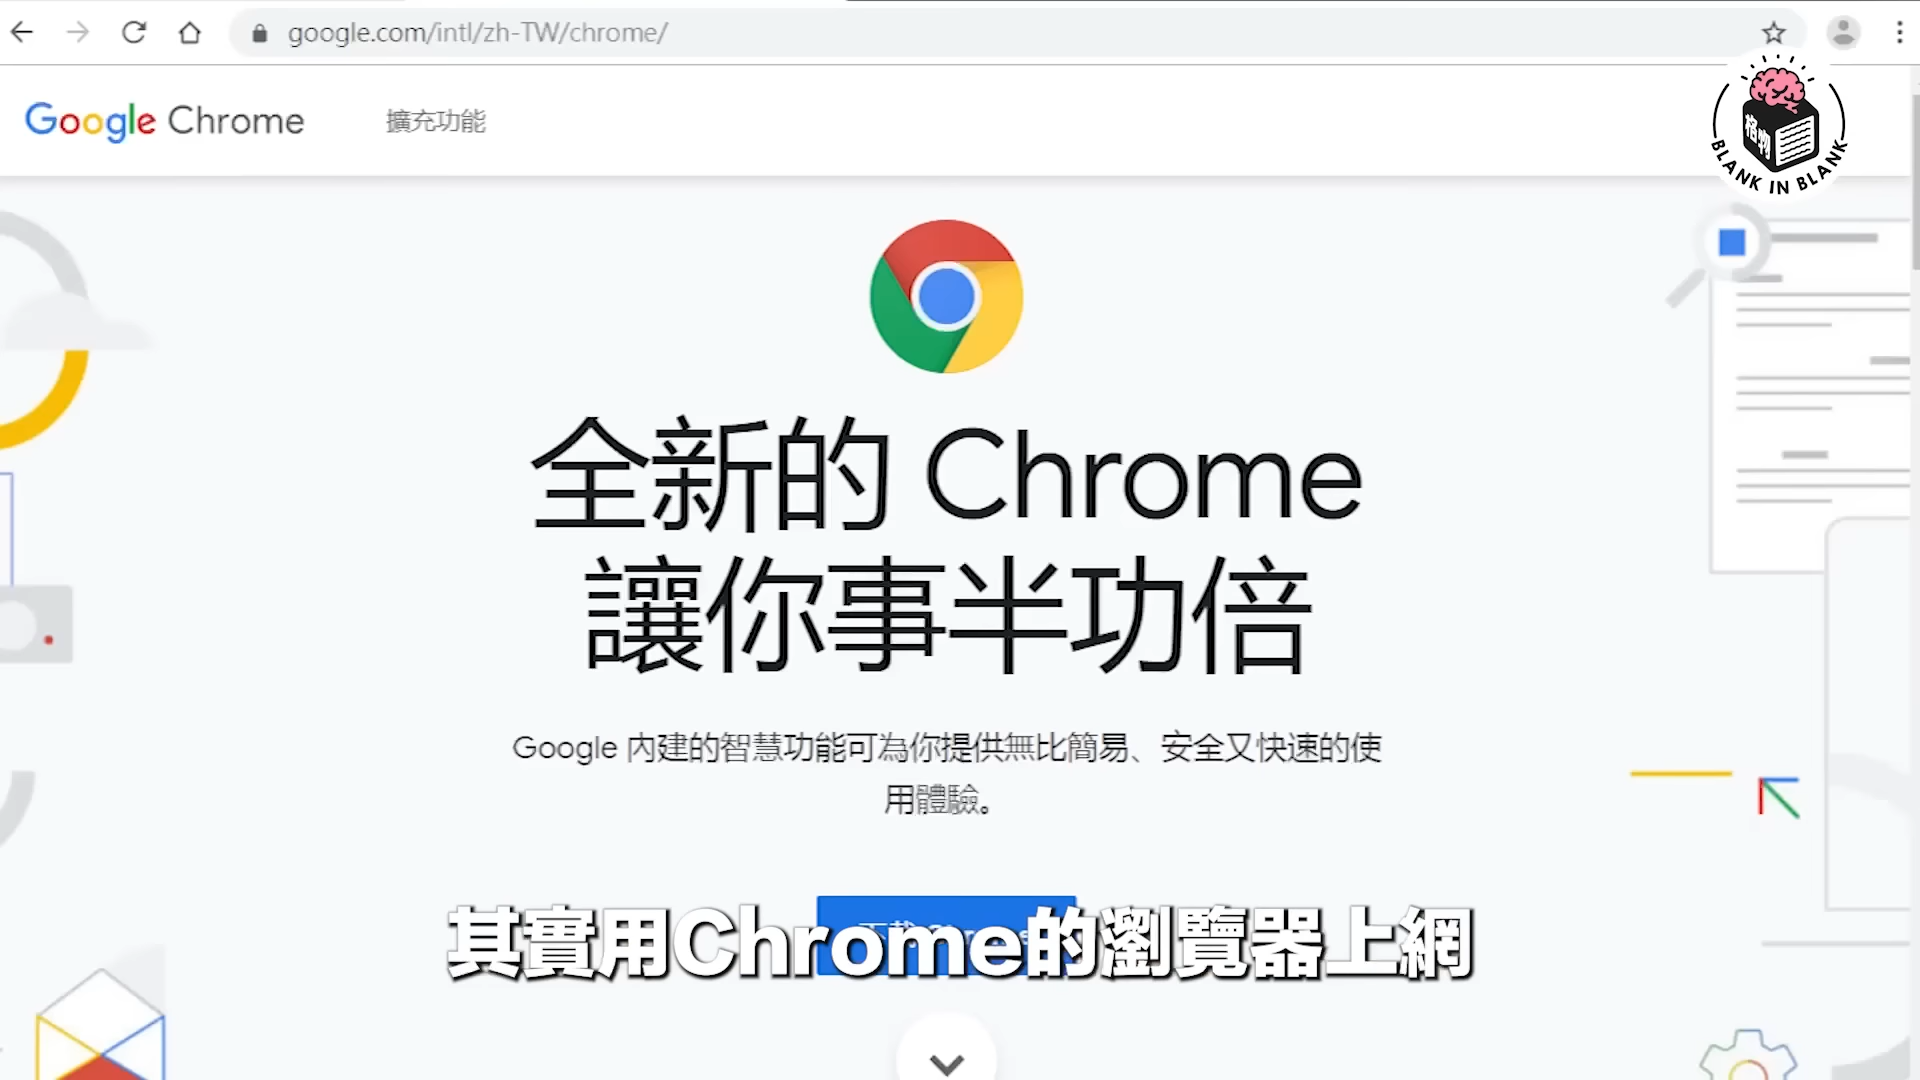 google.com/intl/zh-TW/chrome/
Google Chrome
擴充功能
格物
BLANK IN BLANK
全新的 Chrome
讓你事半功倍
Google 內建的智慧功能可為你提供無比簡易、安全又快速的使
用體驗。
其實用Chrome的瀏覽器上網